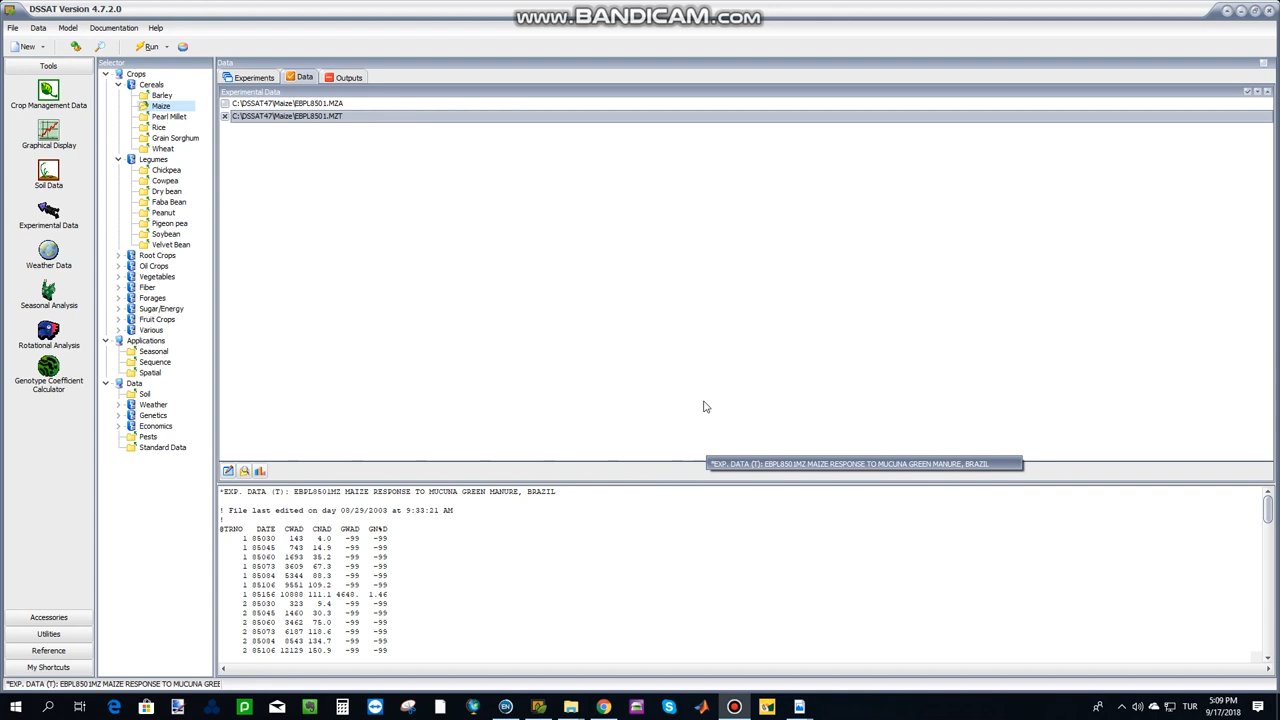 DSSAT Version 4.7.2.0
www.BANDICAM.com
File Data Model Documentation Help
New Run
Tools
Crop Management Data
Graphical Display
Soil Data
Experimental Data
Weather Data
Seasonal Analysis
Rotational Analysis
Genotype Coefficient
Calculator
Accessories
Utilities
Reference
My Shortcuts
Selector
Crops
Cereals
Barley
Maize
Pearl Millet
Rice
Grain Sorghum
Wheat
Legumes
Chickpea
Cowpea
Dry bean
Faba Bean
Peanut
Pigeon pea
Soybean
Velvet Bean
Root Crops
Oil Crops
Vegetables
Fiber
Forages
Sugar/Energy
Fruit Crops
Various
Applications
Seasonal
Sequence
Spatial
Data
Soil
Weather
Genetics
Economics
Pests
Standard Data
Data
Experiments Data Outputs
Experimental Data
C:\DSSAT47\Maize\EBPL8501.MZA
C:\DSSAT47\Maize\EBPL8501.MZT
*EXP. DATA (T): EBPL8501MZ MAIZE RESPONSE TO MUCUNA GREEN MANURE, BRAZIL
*EXP. DATA (T): EBPL8501MZ MAIZE RESPONSE TO MUCUNA GREEN MANURE, BRAZIL
! File last edited on day 08/29/2003 at 9:33:21 AM
!
@TRNO DATE CWAD CNAD GWAD GN%D
1 85030 143 4.0 -99 -99
1 85045 743 14.9 -99 -99
1 85060 1693 35.2 -99 -99
1 85073 3609 67.3 -99 -99
1 85084 5344 88.3 -99 -99
1 85106 9551 109.2 -99 -99
1 85156 10888 111.1 4648. 1.46
2 85030 323 9.4 -99 -99
2 85045 1460 30.3 -99 -99
2 85060 3462 75.0 -99 -99
2 85073 6187 118.6 -99 -99
2 85084 8543 134.7 -99 -99
2 85106 12129 150.9 -99 -99
*EXP. DATA (T): EBPL8501MZ MAIZE RESPONSE TO MUCUNA GREE
TUR
5:09 PM
9/17/2018